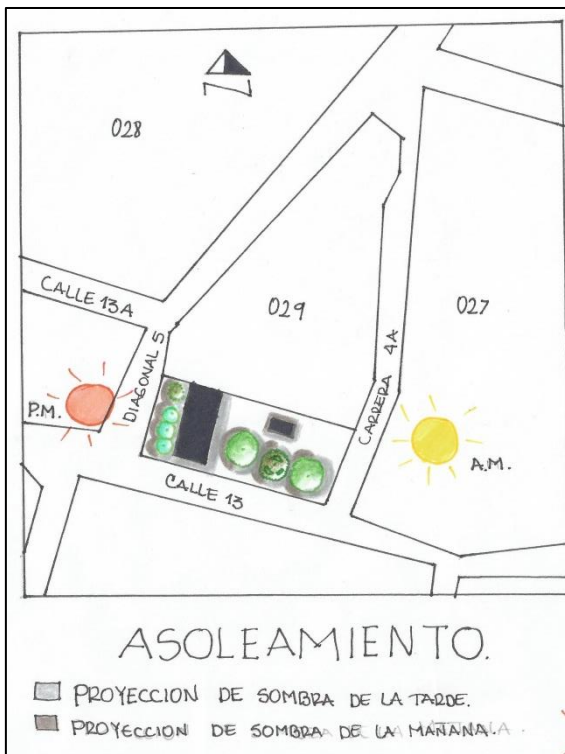 N
028
CALLE 13A
029
027
DIAGONAL 5
CARRERA 4A
P.M.
A.M.
CALLE 13
ASOLEAMIENTO.
PROYECCION DE SOMBRA DE LA TARDE.
PROYECCION DE SOMBRA DE LA MAÑANA.